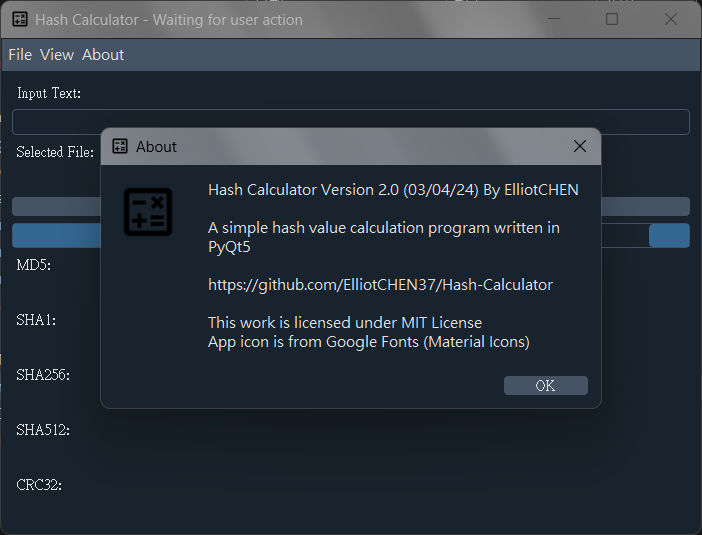 Hash Calculator - Waiting for user action
File View About
Input Text:
Selected File:
About
Hash Calculator Version 2.0 (03/04/24) By ElliotCHEN
A simple hash value calculation program written in
PyQt5
https://github.com/ElliotCHEN37/Hash-Calculator
This work is licensed under MIT License
App icon is from Google Fonts (Material Icons)
OK
MD5:
SHA1:
SHA256:
SHA512:
CRC32: